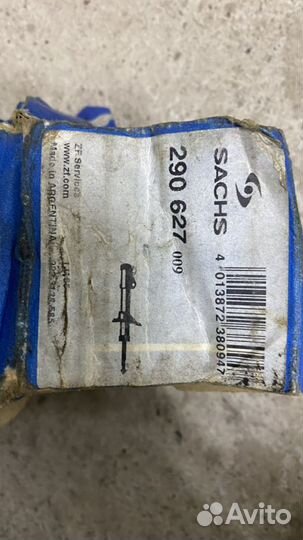 SACHS
290 627 009
4 013872 380947
ZF Services
www.zf.com
Made in ARGENTINA
Avito